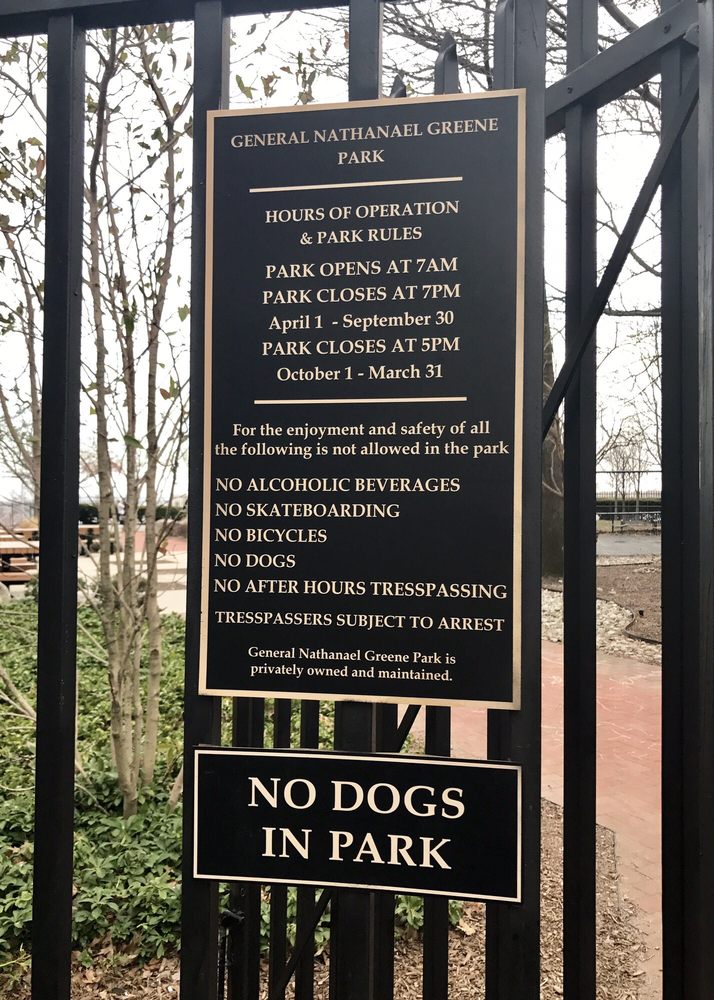 GENERAL NATHANAEL GREENE
PARK
HOURS OF OPERATION
& PARK RULES
PARK OPENS AT 7AM
PARK CLOSES AT 7PM
April 1 - September 30
PARK CLOSES AT 5PM
October 1 - March 31
For the enjoyment and safety of all
the following is not allowed in the park
NO ALCOHOLIC BEVERAGES
NO SKATEBOARDING
NO BICYCLES
NO DOGS
NO AFTER HOURS TRESSPASSING
TRESSPASSERS SUBJECT TO ARREST
General Nathanael Greene Park is
privately owned and maintained.
NO DOGS
IN PARK